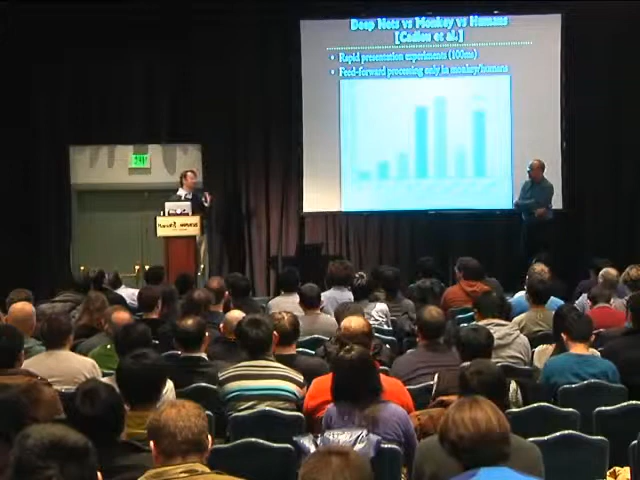 Deep Nets vs Monkey vs Humans
[Cadieu et al.]
• Rapid presentation experiments (100ms)
• Feed-forward processing only in monkey/humans